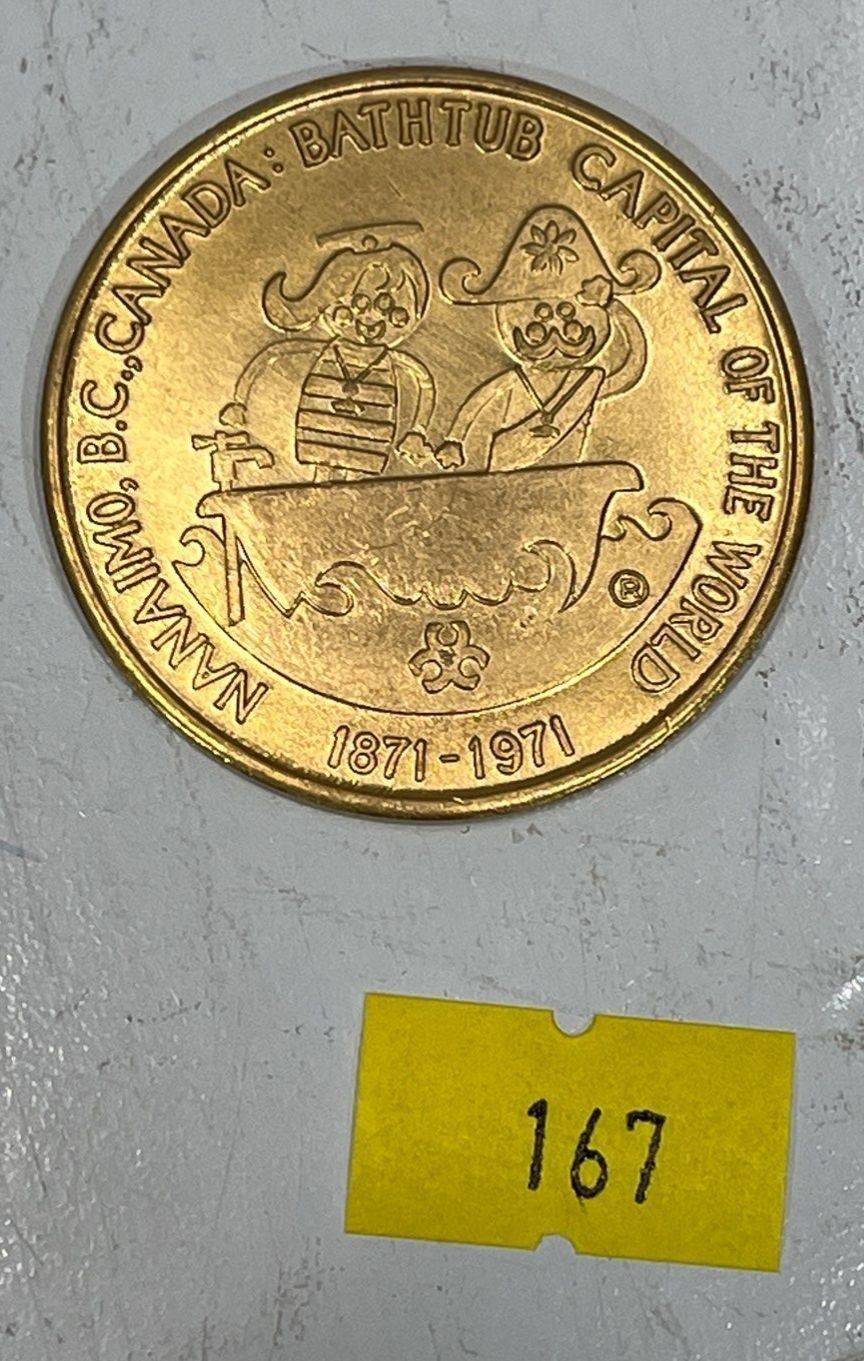 NANAIMO, B.C., CANADA: BATHTUB CAPITAL OF THE WORLD
®
1871-1971
167